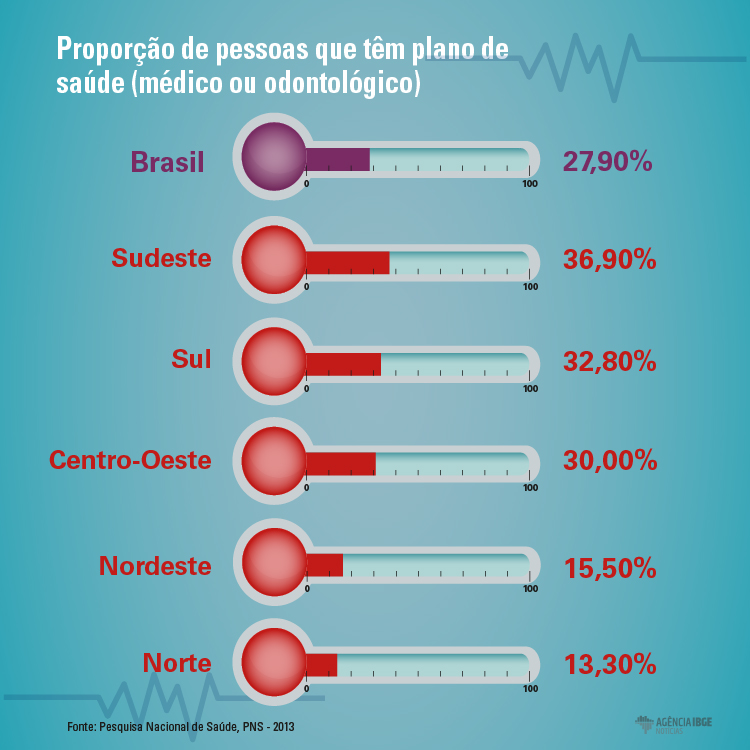 Proporção de pessoas que têm plano de
saúde (médico ou odontológico)
Brasil
0 100
27,90%
Sudeste
0 100
36,90%
Sul
0 100
32,80%
Centro-Oeste
0 100
30,00%
Nordeste
0 100
15,50%
Norte
0 100
13,30%
Fonte: Pesquisa Nacional de Saúde, PNS - 2013
AGÊNCIA IBGE
NOTÍCIAS